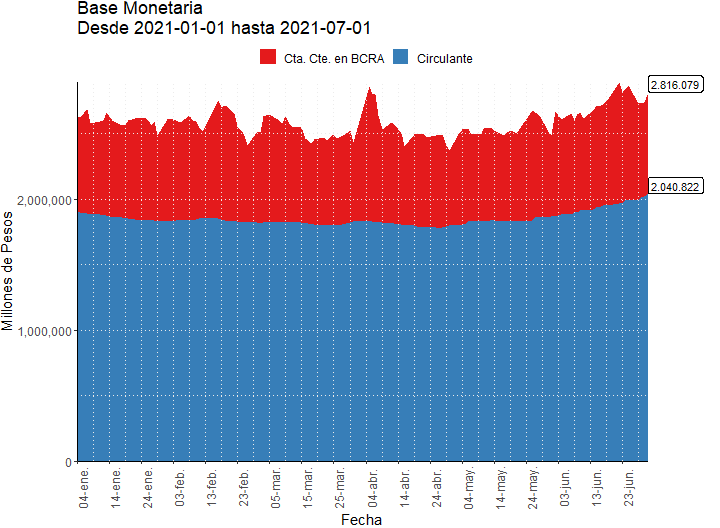 Base Monetaria
Desde 2021-01-01 hasta 2021-07-01
Cta. Cte. en BCRA
Circulante
2.816.079
2.040.822
Millones de Pesos
2,000,000
1,000,000
0
04-ene.
14-ene.
24-ene.
03-feb.
13-feb.
23-feb.
05-mar.
15-mar.
25-mar.
04-abr.
14-abr.
24-abr.
04-may.
14-may.
24-may.
03-jun.
13-jun.
23-jun.
Fecha